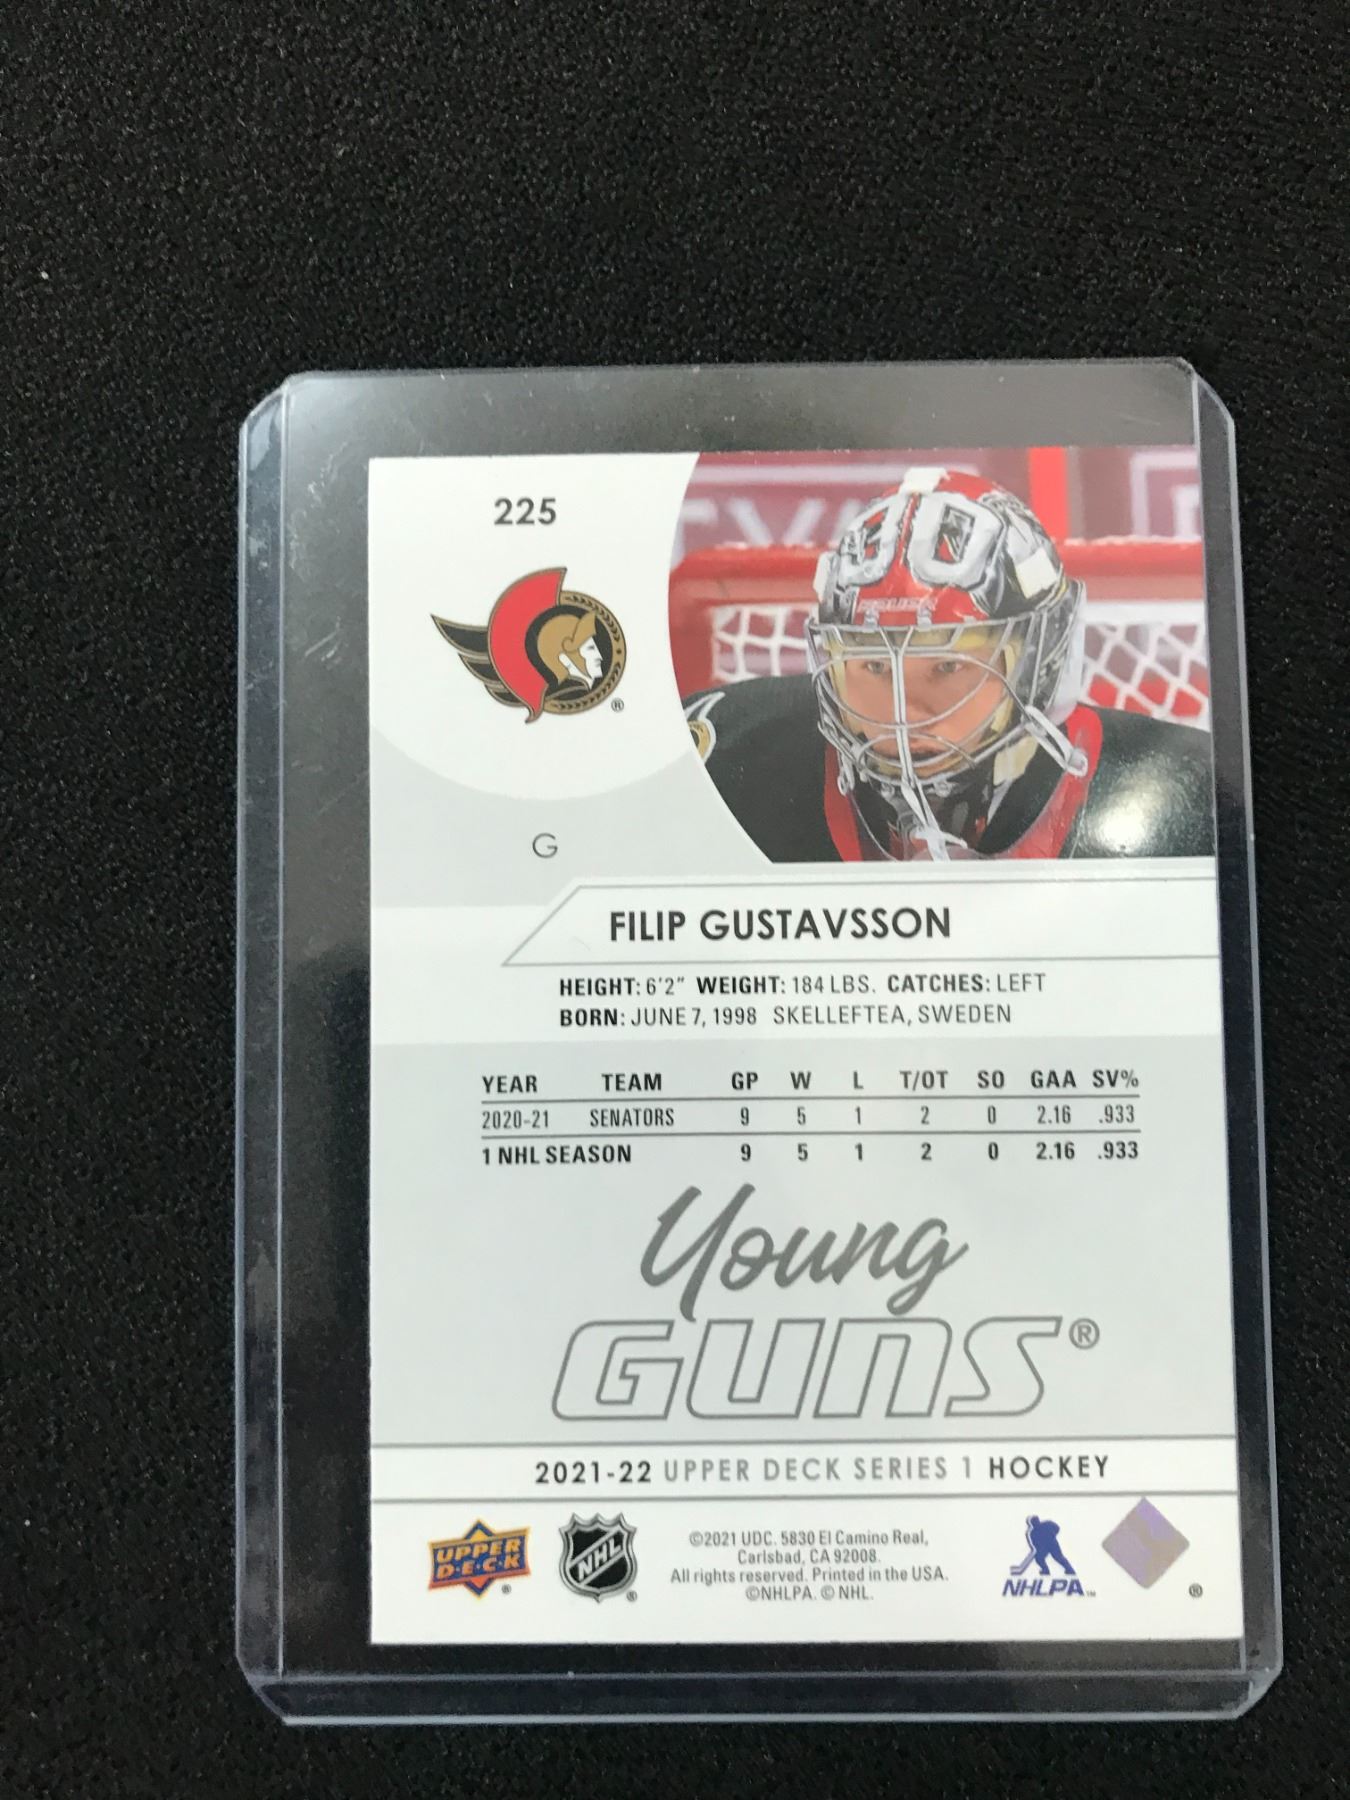 225
®
G
FILIP GUSTAVSSON
HEIGHT: 6'2" WEIGHT: 184 LBS. CATCHES: LEFT
BORN: JUNE 7, 1998 SKELLEFTEA, SWEDEN
YEAR TEAM GP W L T/OT SO GAA SV%
2020-21 SENATORS 9 5 1 2 0 2.16 .933
1 NHL SEASON 9 5 1 2 0 2.16 .933
Young
GUNS®
2021-22 UPPER DECK SERIES 1 HOCKEY
UPPER
D·E·C·K
®
NHL
®
©2021 UDC. 5830 El Camino Real,
Carlsbad, CA 92008.
All rights reserved. Printed in the USA.
©NHLPA. © NHL.
NHLPA™
®